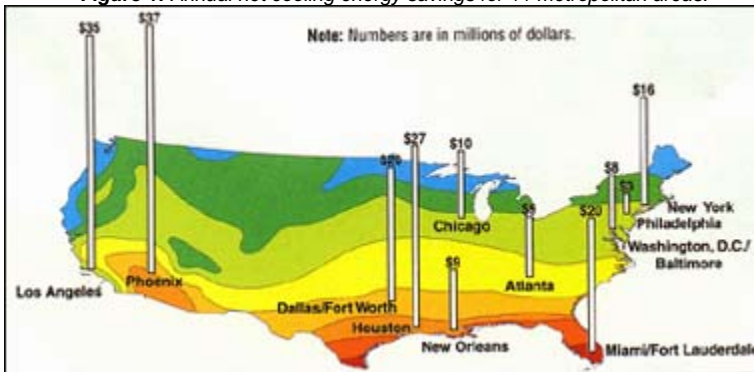 Figure 1. Annual net cooling energy savings for 11 metropolitan areas.
$35
$37
Note: Numbers are in millions of dollars.
$16
$27
$10
$20
$8
$3
$5
$20
$9
New York
Philadelphia
Chicago
Washington, D.C./
Baltimore
Los Angeles
Phoenix
Atlanta
Dallas/Fort Worth
Houston
New Orleans
Miami/Fort Lauderdale